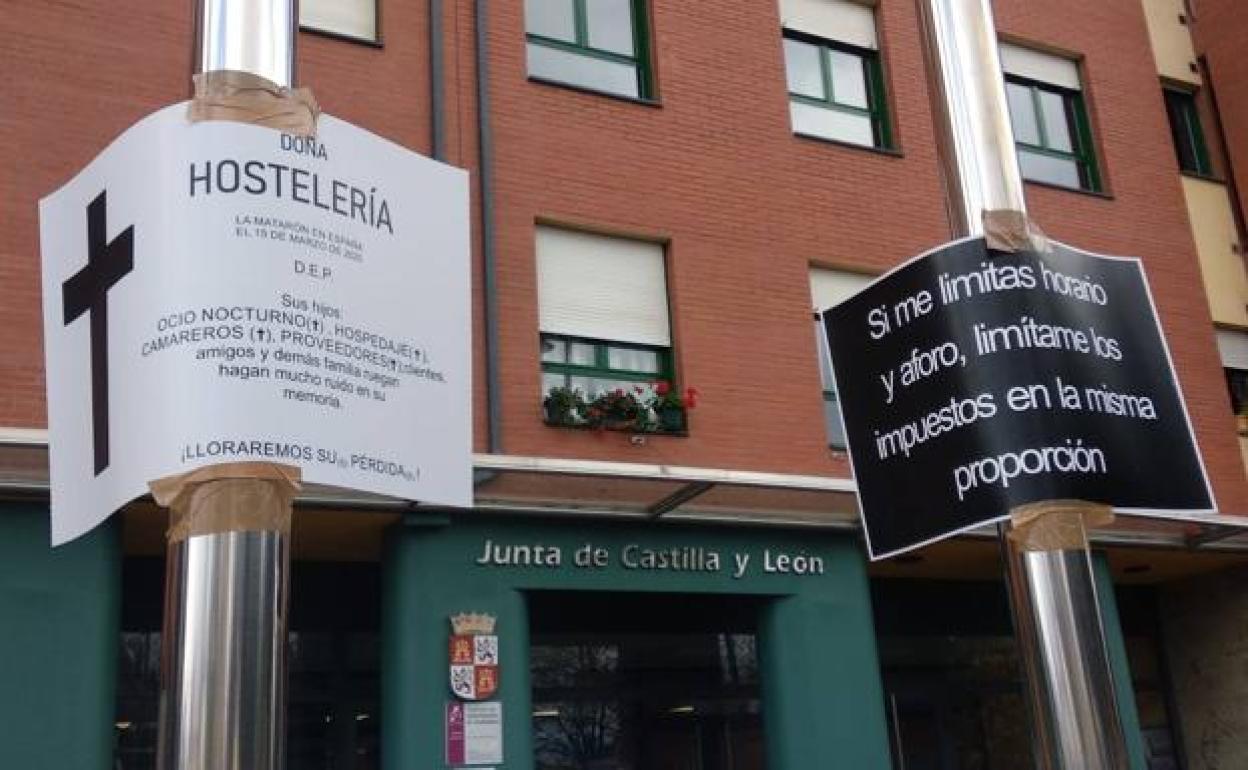 DOÑA
HOSTELERÍA
LA MATARÓN EN ESPAÑA
EL 15 DE MARZO DE 2020
D.E.P.
Sus hijos:
OCIO NOCTURNO(✝), HOSPEDAJE(✝),
CAMAREROS (✝), PROVEEDORES(✝),clientes,
amigos y demás familia ruegan
hagan mucho ruido en su
memoria.
¡LLORAREMOS SU(s) PÉRDIDA(s)!
Si me limitas horario
y aforo, limítame los
impuestos en la misma
proporción
Junta de Castilla y León